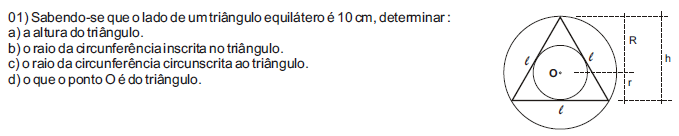 01) Sabendo-se que o lado de um triângulo equilátero é 10 cm, determinar :
a) a altura do triângulo.
b) o raio da circunferência inscrita no triângulo.
c) o raio da circunferência circunscrita ao triângulo.
d) o que o ponto O é do triângulo.
R
ℓ
ℓ
h
O
r
ℓ